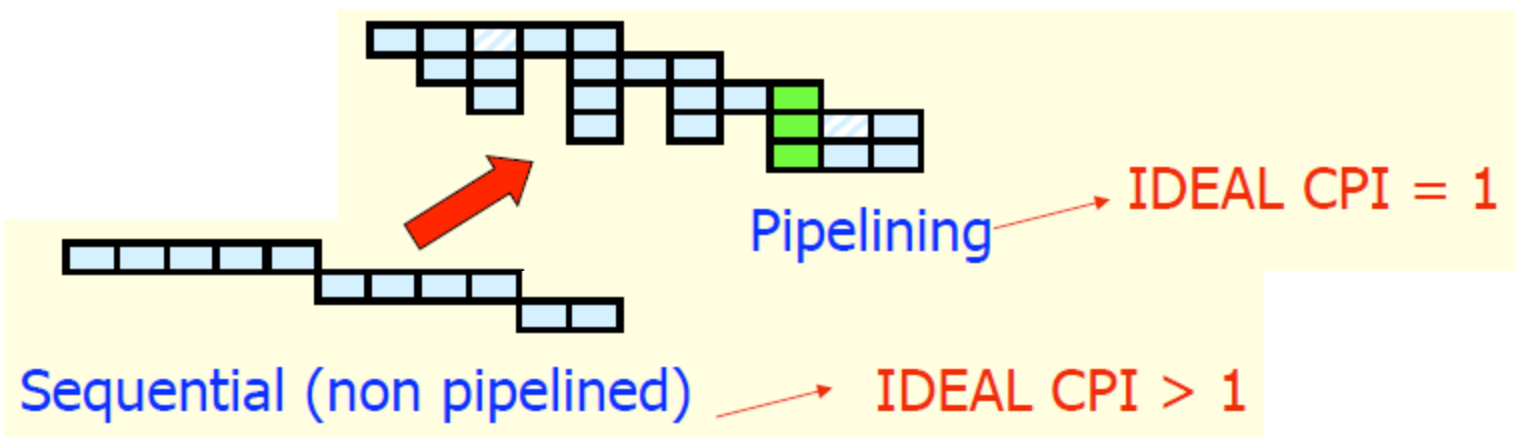 Pipelining
IDEAL CPI = 1
Sequential (non pipelined)
IDEAL CPI > 1